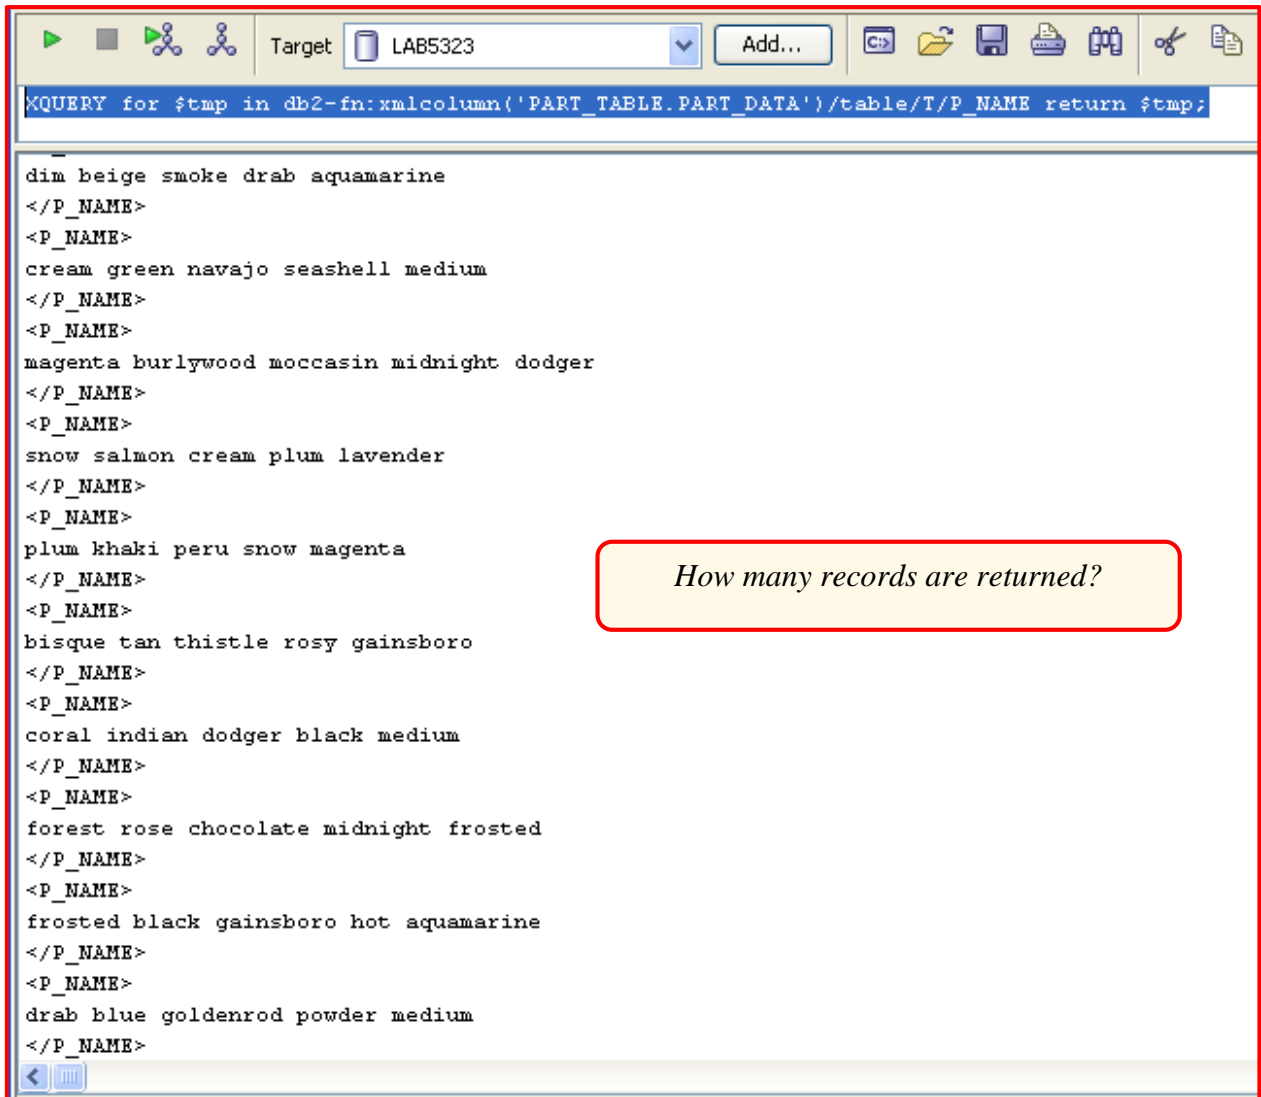 Target LAB5323 Add...
XQUERY for $tmp in db2-fn:xmlcolumn('PART_TABLE.PART_DATA')/table/T/P_NAME return $tmp;
dim beige smoke drab aquamarine
</P_NAME>
<P_NAME>
cream green navajo seashell medium
</P_NAME>
<P_NAME>
magenta burlywood moccasin midnight dodger
</P_NAME>
<P_NAME>
snow salmon cream plum lavender
</P_NAME>
<P_NAME>
plum khaki peru snow magenta
How many records are returned?
</P_NAME>
<P_NAME>
bisque tan thistle rosy gainsboro
</P_NAME>
<P_NAME>
coral indian dodger black medium
</P_NAME>
<P_NAME>
forest rose chocolate midnight frosted
</P_NAME>
<P_NAME>
frosted black gainsboro hot aquamarine
</P_NAME>
<P_NAME>
drab blue goldenrod powder medium
</P_NAME>